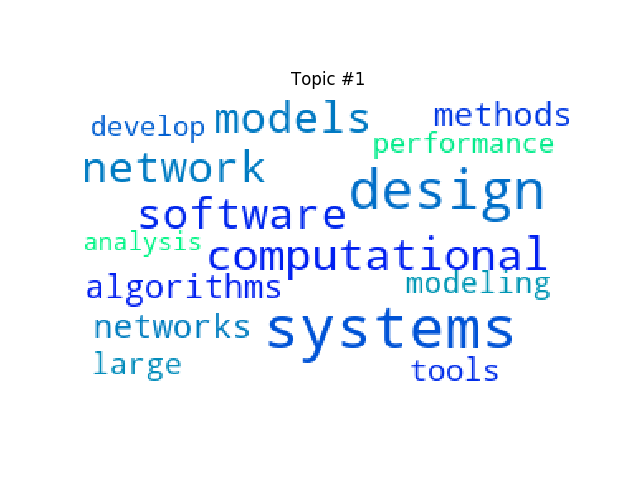 Topic #1
develop models methods
performance
network
design
software
analysis computational
algorithms modeling
networks systems
large tools